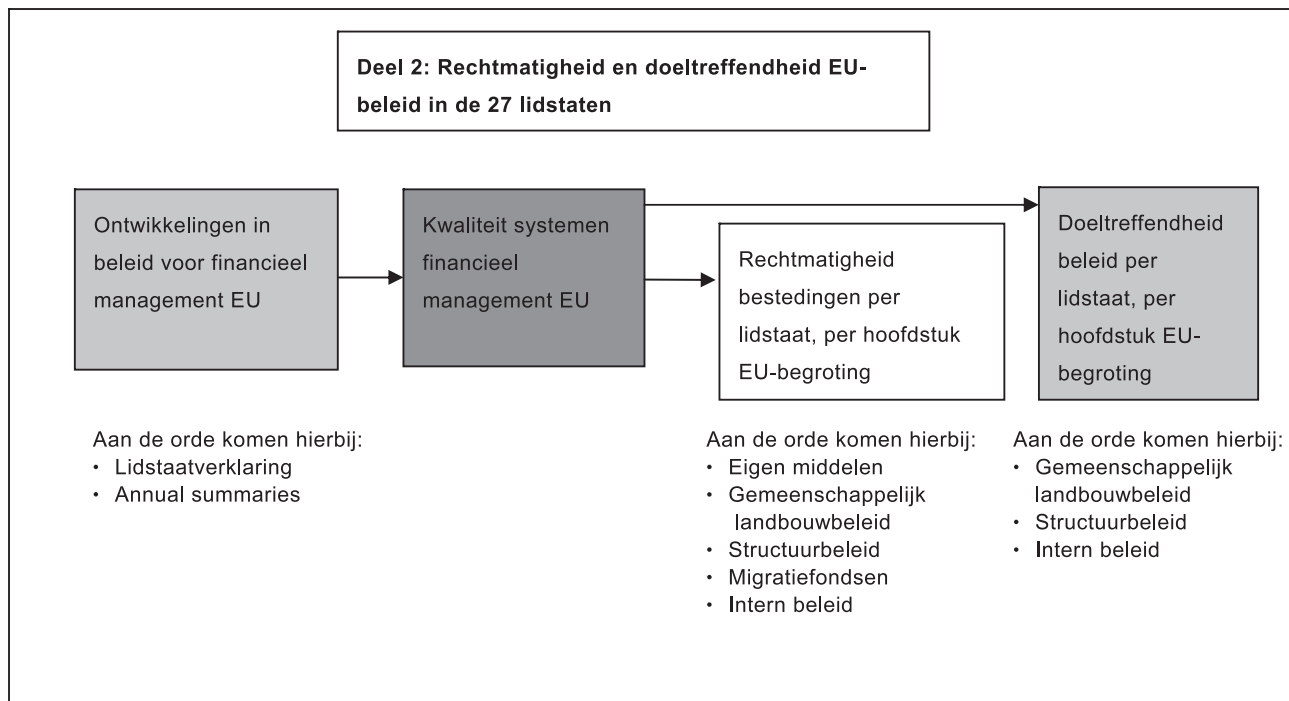 Deel 2: Rechtmatigheid en doeltreffendheid EU-
beleid in de 27 lidstaten
Ontwikkelingen in
beleid voor financieel
management EU
Kwaliteit systemen
financieel
management EU
Rechtmatigheid
bestedingen per
lidstaat, per hoofdstuk
EU-begroting
Doeltreffendheid
beleid per
lidstaat, per
hoofdstuk EU-
begroting
Aan de orde komen hierbij:
• Lidstaatverklaring
• Annual summaries
Aan de orde komen hierbij:
• Eigen middelen
• Gemeenschappelijk
landbouwbeleid
• Structuurbeleid
• Migratiefondsen
• Intern beleid
Aan de orde komen hierbij:
• Gemeenschappelijk
landbouwbeleid
• Structuurbeleid
• Intern beleid